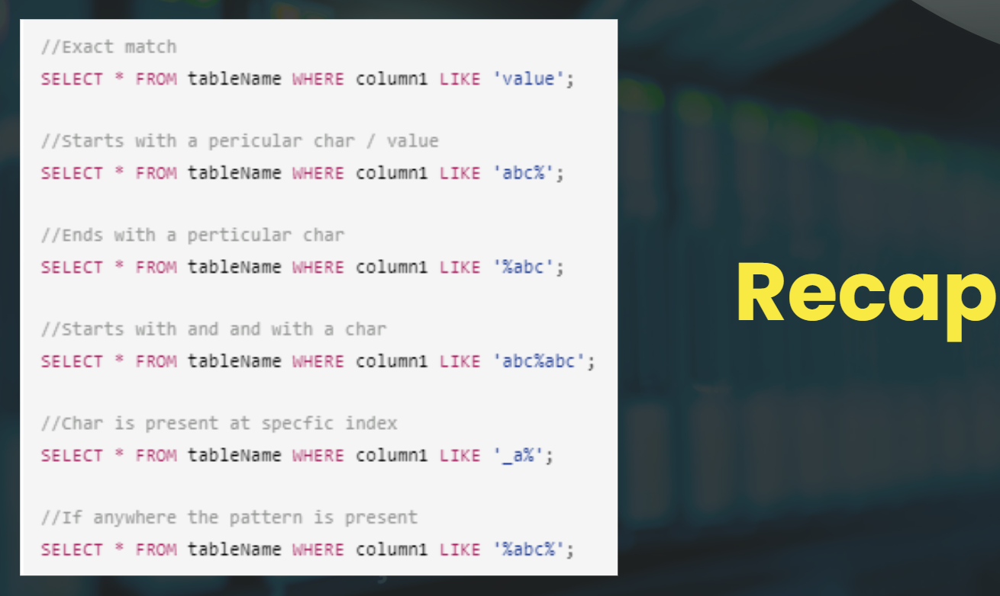 //Exact match
SELECT * FROM tableName WHERE column1 LIKE 'value';
//Starts with a pericular char / value
SELECT * FROM tableName WHERE column1 LIKE 'abc%';
//Ends with a perticular char
SELECT * FROM tableName WHERE column1 LIKE '%abc';
//Starts with and and with a char
SELECT * FROM tableName WHERE column1 LIKE 'abc%abc';
//Char is present at specfic index
SELECT * FROM tableName WHERE column1 LIKE '_a%';
//If anywhere the pattern is present
SELECT * FROM tableName WHERE column1 LIKE '%abc%';
Recap